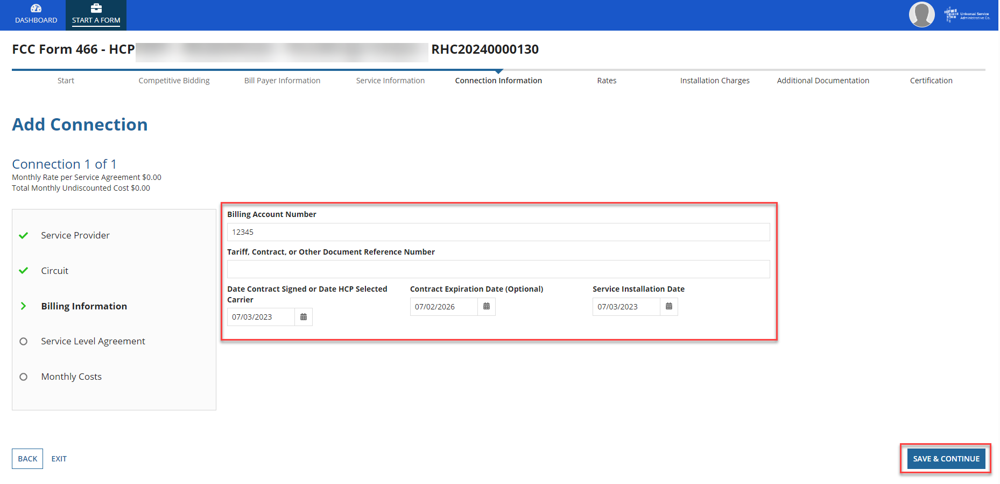 DASHBOARD
START A FORM
Universal Service
Administrative Co.
FCC Form 466 - HCP
RHC20240000130
Start
Competitive Bidding
Bill Payer Information
Service Information
Connection Information
Rates
Installation Charges
Additional Documentation
Certification
Add Connection
Connection 1 of 1
Monthly Rate per Service Agreement $0.00
Total Monthly Undiscounted Cost $0.00
Service Provider
Circuit
Billing Information
Service Level Agreement
Monthly Costs
Billing Account Number
12345
Tariff, Contract, or Other Document Reference Number
Date Contract Signed or Date HCP Selected
Carrier
07/03/2023
Contract Expiration Date (Optional)
07/02/2026
Service Installation Date
07/03/2023
BACK
EXIT
SAVE & CONTINUE